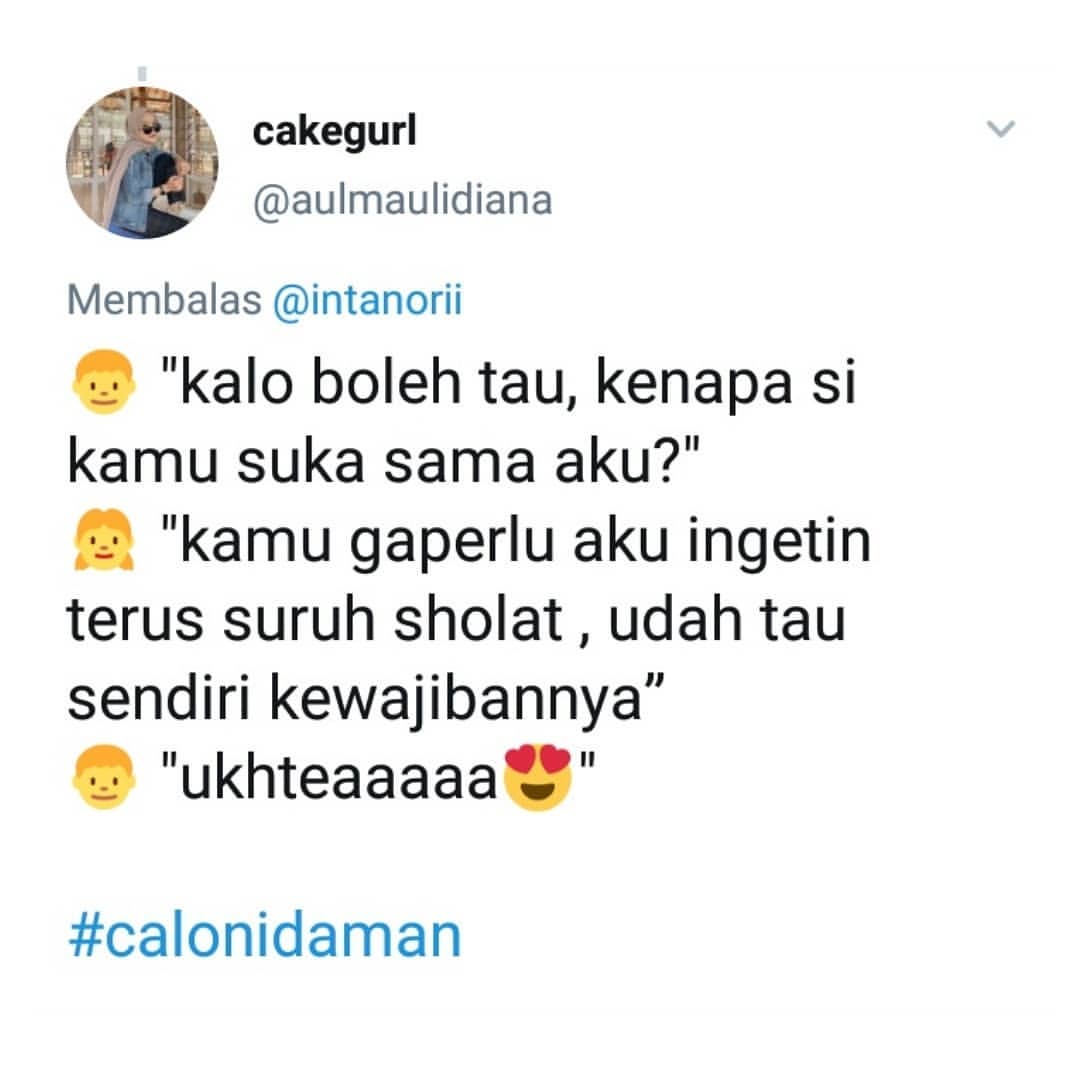 cakegurl
@aulmaulidiana
Membalas @intanorii
👦 "kalo boleh tau, kenapa si
kamu suka sama aku?"
👧 "kamu gaperlu aku ingetin
terus suruh sholat , udah tau
sendiri kewajibannya”
👦 "ukhteaaaaa😍"
#calonidaman